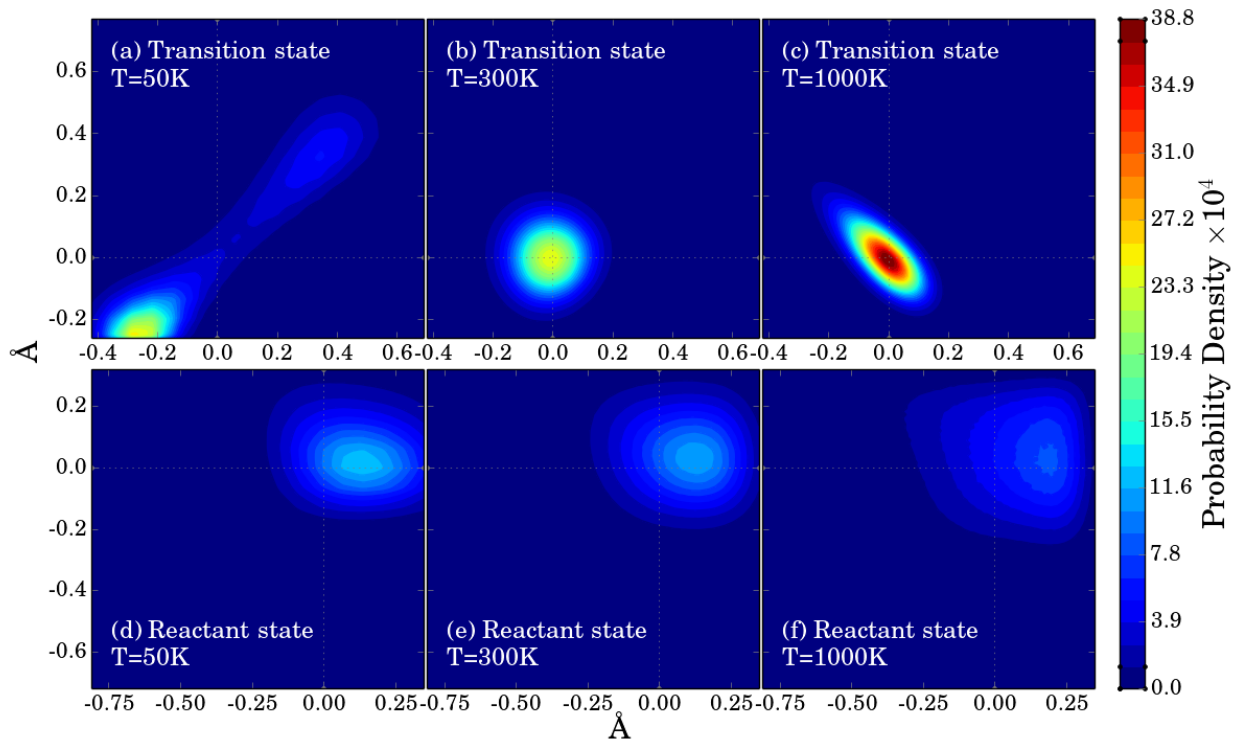 (a) Transition state
T=50K
(b) Transition state
T=300K
(c) Transition state
T=1000K
0.6
0.4
0.2
0.0
-0.2
-0.4 -0.2 0.0 0.2 0.4 0.6
-0.4 -0.2 0.0 0.2 0.4 0.6
-0.4 -0.2 0.0 0.2 0.4 0.6
Å
0.2
0.0
-0.2
-0.4
-0.6
(d) Reactant state
T=50K
(e) Reactant state
T=300K
(f) Reactant state
T=1000K
-0.75 -0.50 -0.25 0.00 0.25
-0.75 -0.50 -0.25 0.00 0.25
-0.75 -0.50 -0.25 0.00 0.25
Å
38.8
34.9
31.0
27.2
23.3
19.4
15.5
11.6
7.8
3.9
0.0
Probability Density ×10⁴